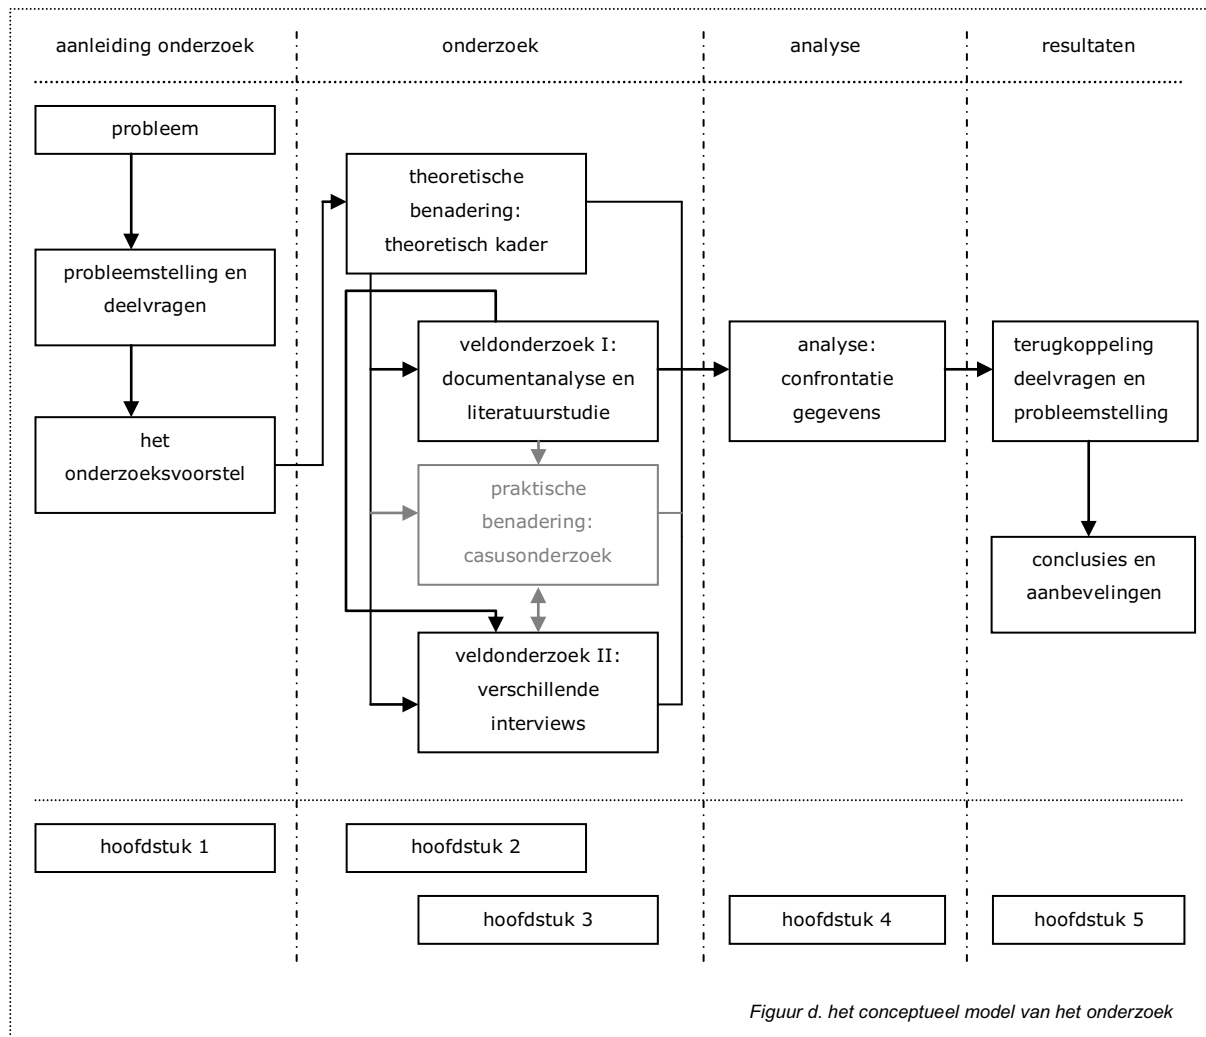 aanleiding onderzoek
onderzoek
analyse
resultaten
probleem
probleemstelling en
deelvragen
het
onderzoeksvoorstel
theoretische
benadering:
theoretisch kader
veldonderzoek I:
documentanalyse en
literatuurstudie
praktische
benadering:
casusonderzoek
veldonderzoek II:
verschillende
interviews
analyse:
confrontatie
gegevens
terugkoppeling
deelvragen en
probleemstelling
conclusies en
aanbevelingen
hoofdstuk 1
hoofdstuk 2
hoofdstuk 3
hoofdstuk 4
hoofdstuk 5
Figuur d. het conceptueel model van het onderzoek